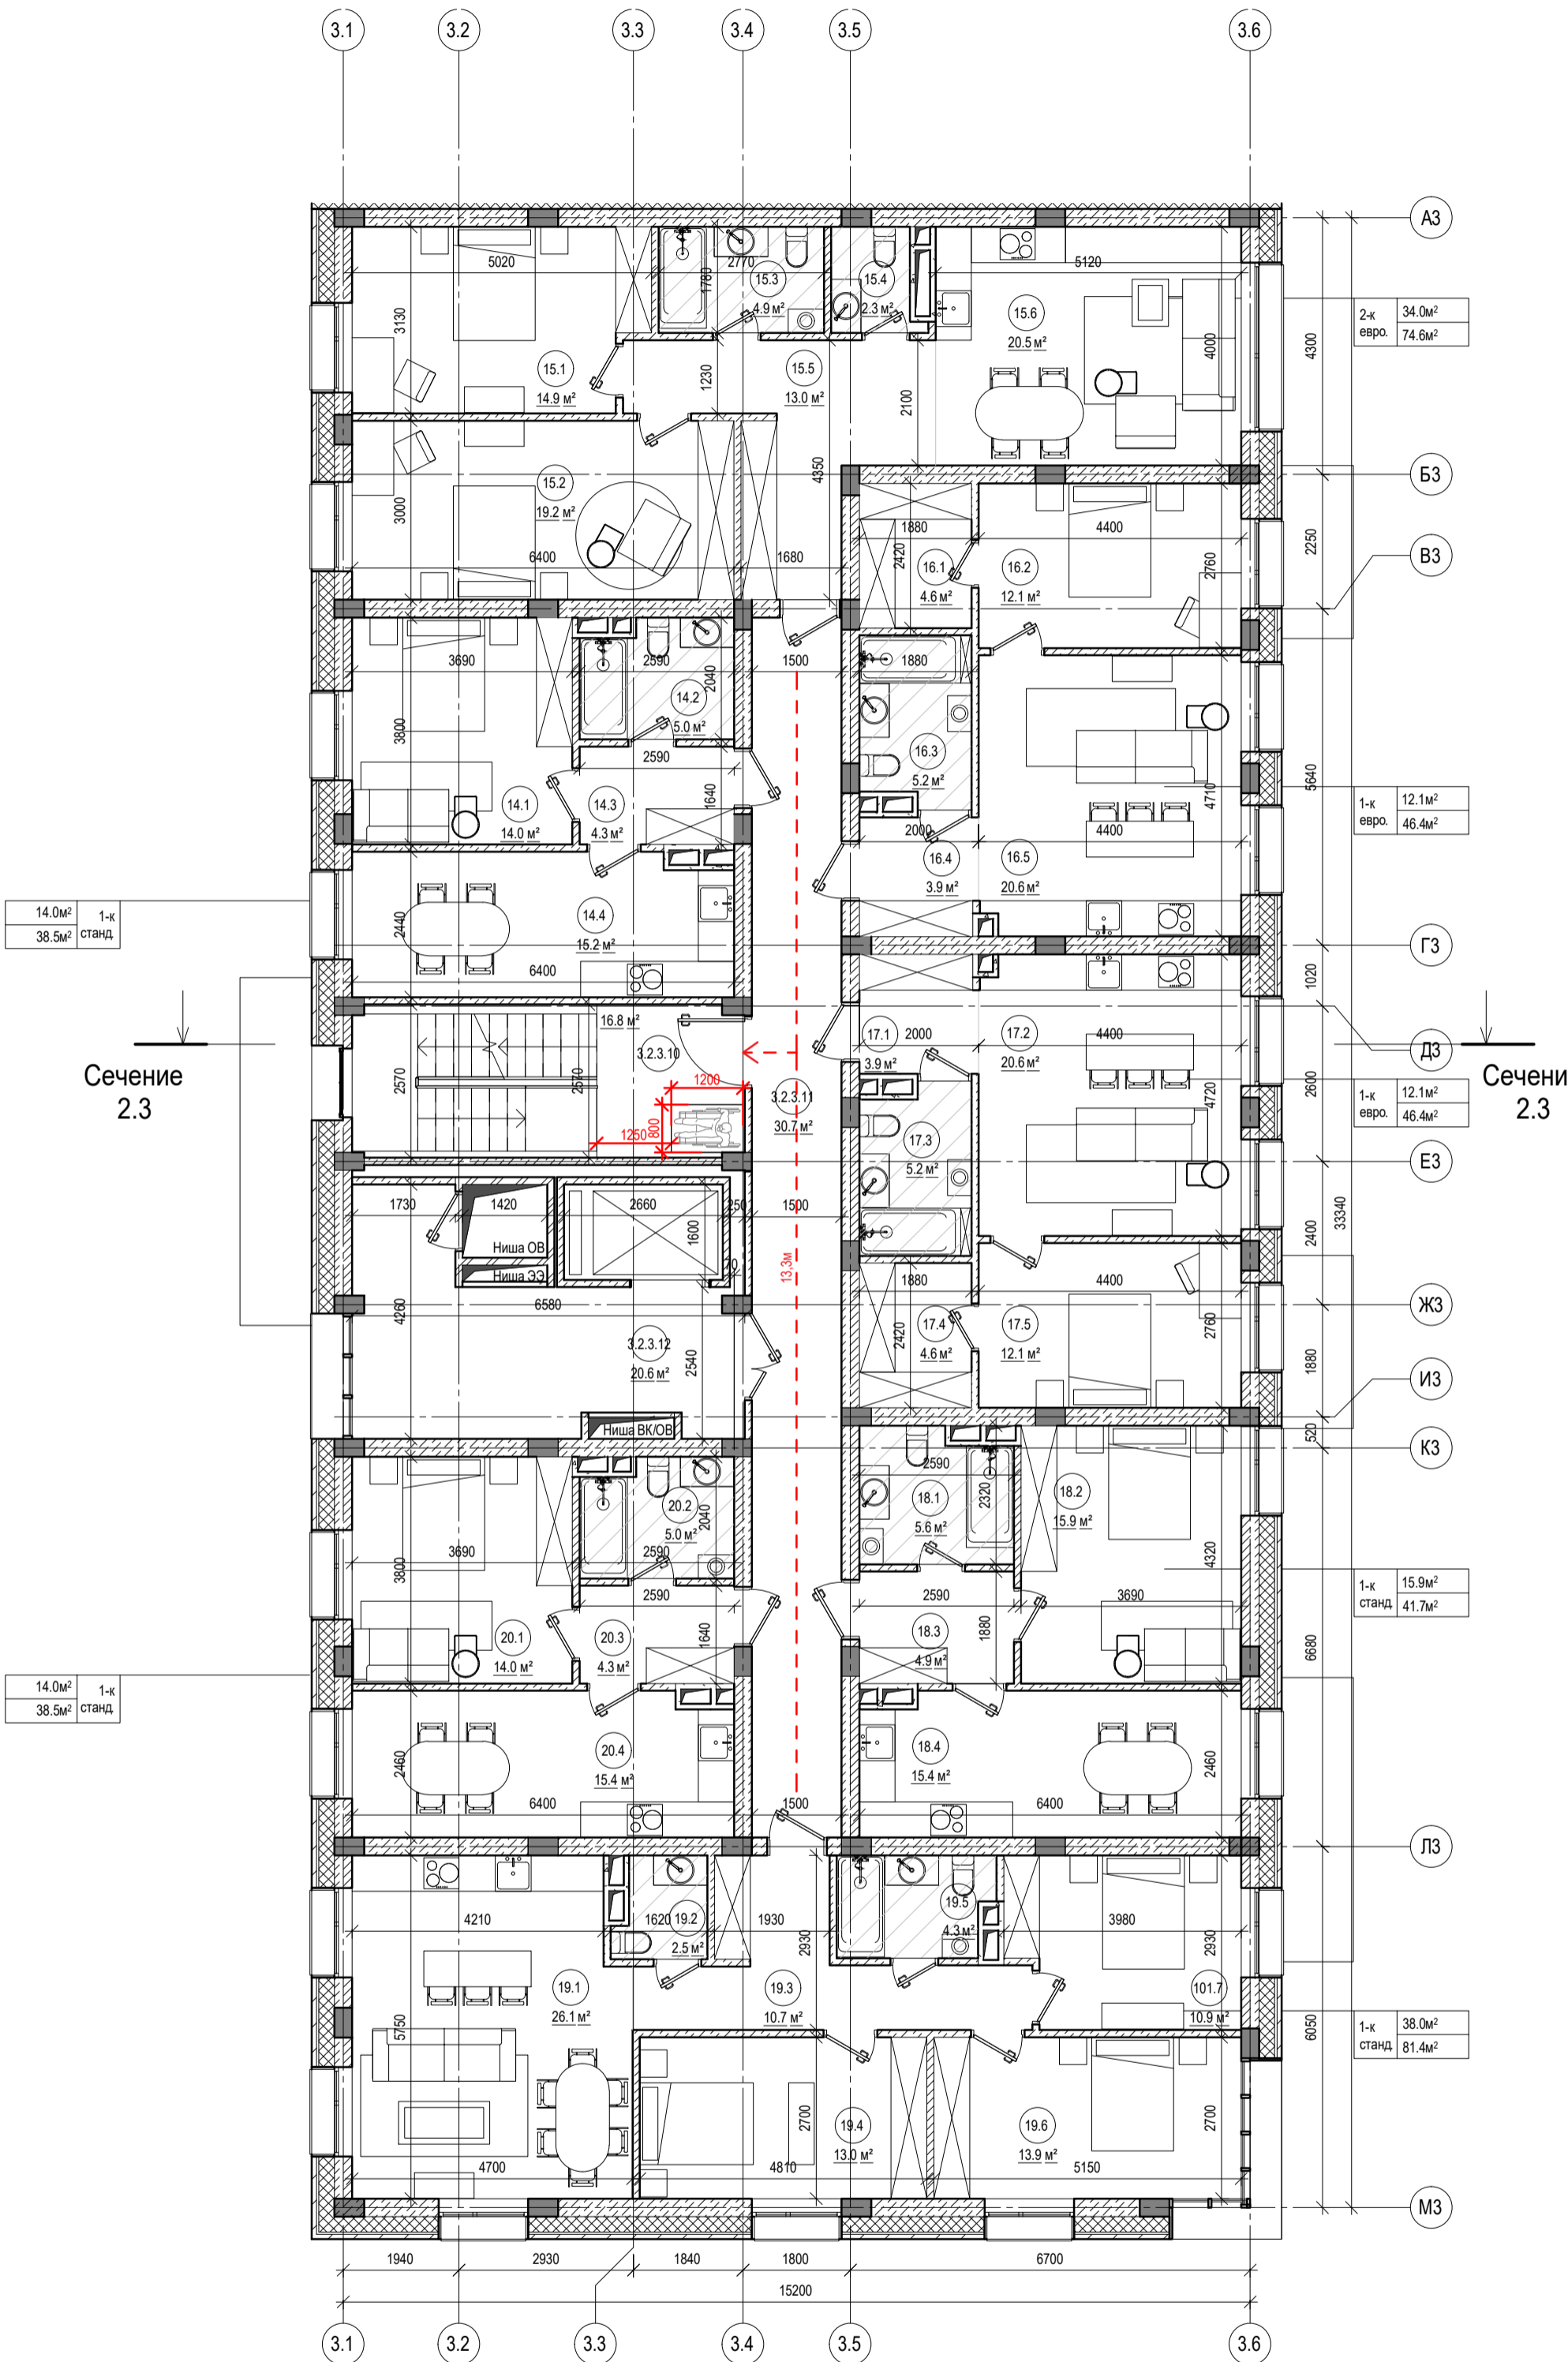 3.1 3.2 3.3 3.4 3.5 3.6
А3
5020 2770 5120
1780
15.3
4.9 м²
15.4
2.3 м²
15.6
20.5 м²
2-к евро. 34.0м² 74.6м²
3130
4000
4300
15.1
14.9 м²
1230
15.5
13.0 м²
2100
Б3
4350
15.2
19.2 м²
3000
1880 4400
2420
2250
16.1
4.6 м²
16.2
12.1 м²
2760
В3
6400 1680
3690 2590 1500 1880
2040
14.2
5.0 м²
3800
16.3
5.2 м²
2590
5640
4710
14.1
14.0 м²
14.3
4.3 м²
1640
1-к евро. 12.1м² 46.4м²
2000 4400
16.4
3.9 м²
16.5
20.6 м²
14.0м² 38.5м² 1-к станд.
2440
14.4
15.2 м²
Г3
6400
1020
16.8 м²
3.2.3.10
17.1
3.9 м²
2000
17.2
20.6 м²
4400
Д3
Сечение
2.3
Сечени
2.3
2570 2570
1200
3.2.3.11
30.7 м²
1250 800
4720
2600
1-к евро. 12.1м² 46.4м²
17.3
5.2 м²
Е3
1730 1420 2660 250 1500
1600
Ниша ОВ
Ниша ЭЭ
13,3м
2400
33340
1880 4400
6580
Ж3
4260
3.2.3.12
20.6 м²
2540
2420
17.4
4.6 м²
17.5
12.1 м²
2760
1880
И3
Ниша ВК/ОВ
520
К3
2590
2320
20.2
5.0 м²
2040
18.1
5.6 м²
18.2
15.9 м²
3690 2590
3800
4320
2590 2590 3690
1-к станд. 15.9м² 41.7м²
20.1
14.0 м²
20.3
4.3 м²
1640
18.3
4.9 м²
1880
6680
14.0м² 38.5м² 1-к станд.
2460
20.4
15.4 м²
18.4
15.4 м²
2460
6400 1500 6400
Л3
4210 1620 1930 3980
19.2
2.5 м²
2930
19.5
4.3 м²
2930
19.1
26.1 м²
19.3
10.7 м²
101.7
10.9 м²
5750
6050
1-к станд. 38.0м² 81.4м²
2700
19.4
13.0 м²
19.6
13.9 м²
2700
4700 4810 5150
М3
1940 2930 1840 1800 6700
15200
3.1 3.2 3.3 3.4 3.5 3.6